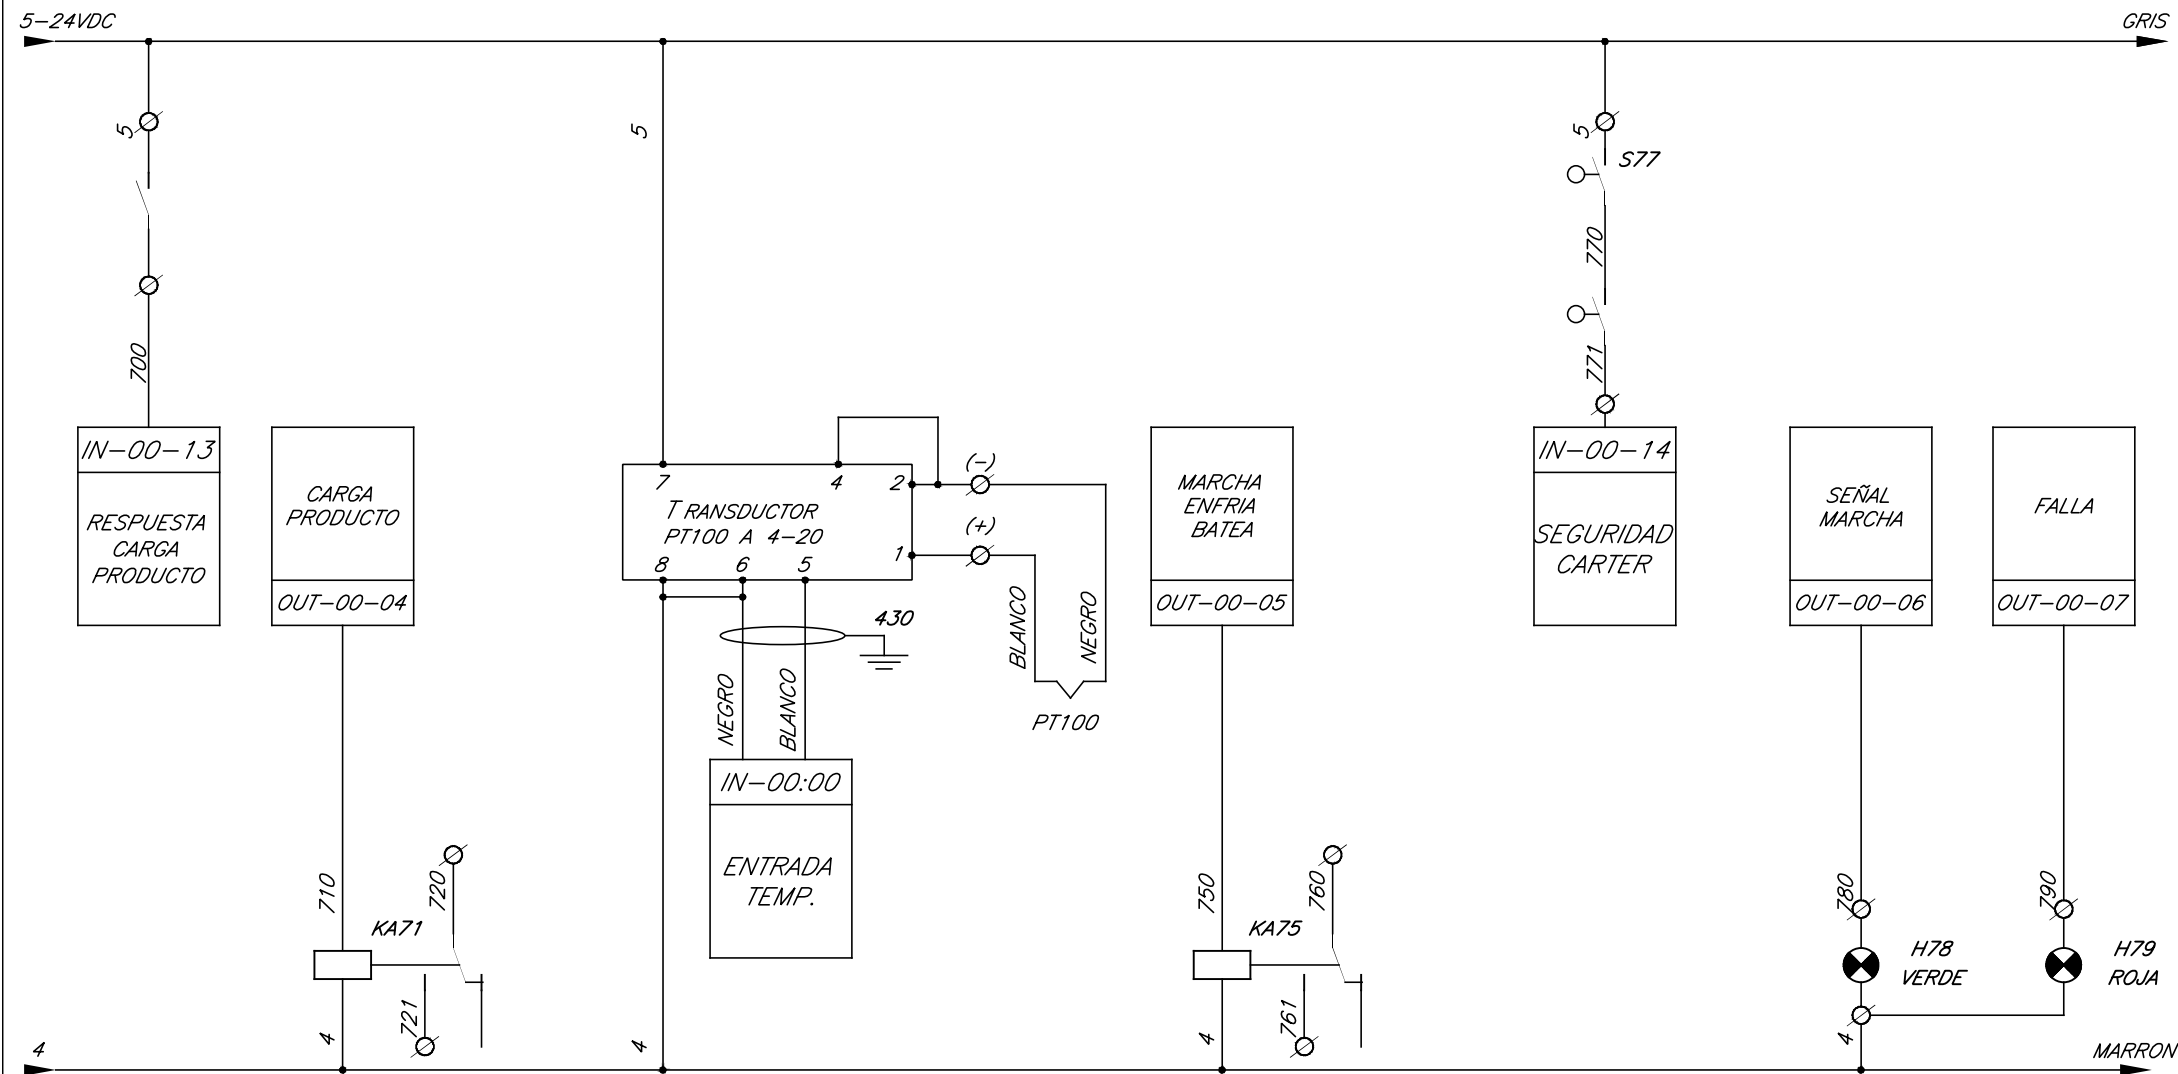 5-24VDC
GRIS
5
700
IN-00-13
RESPUESTA
CARGA
PRODUCTO
CARGA
PRODUCTO
OUT-00-04
710
KA71
720
721
4
5
7
4
2
TRANSDUCTOR
PT100 A 4-20
1
8
6
5
(-)
(+)
BLANCO
NEGRO
PT100
430
NEGRO
BLANCO
IN-00:00
ENTRADA
TEMP.
4
MARCHA
ENFRIA
BATEA
OUT-00-05
750
KA75
760
761
4
5
S77
770
771
IN-00-14
SEGURIDAD
CARTER
SEÑAL
MARCHA
OUT-00-06
780
H78
VERDE
4
FALLA
OUT-00-07
790
H79
ROJA
4
MARRON